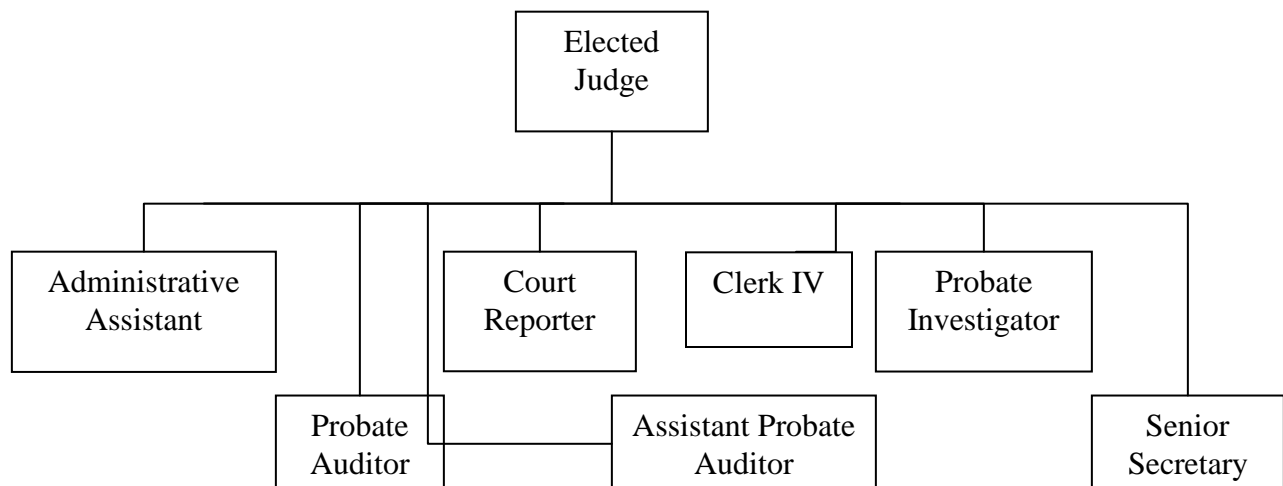 Elected
Judge
Administrative
Assistant
Court
Reporter
Clerk IV
Probate
Investigator
Probate
Auditor
Assistant Probate
Auditor
Senior
Secretary